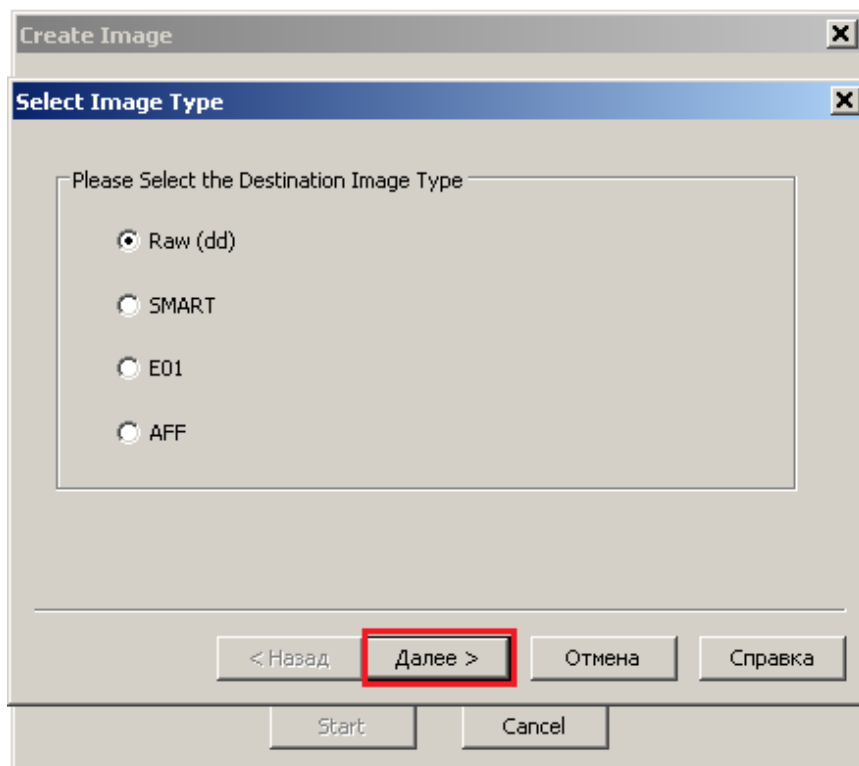 Create Image
Select Image Type
Please Select the Destination Image Type
Raw (dd)
SMART
E01
AFF
< Назад Далее > Отмена Справка
Start Cancel